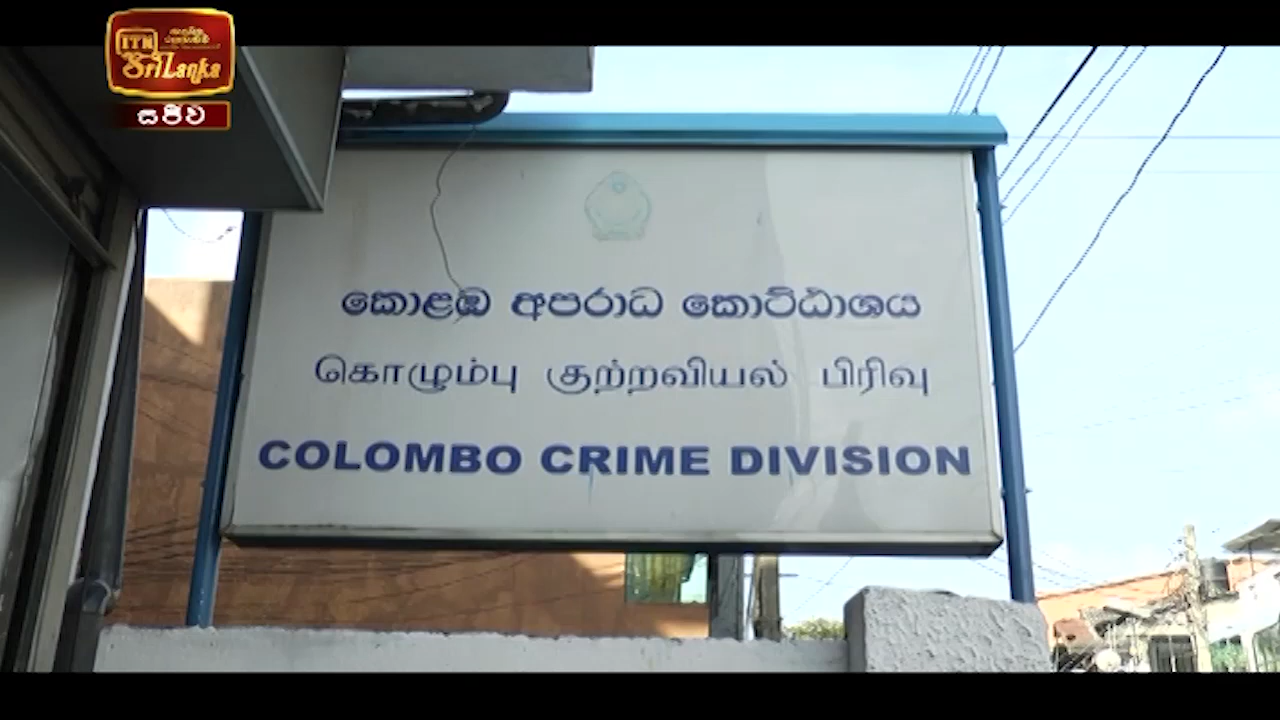 ITN
Sri Lanka
සජීව
කොළඹ අපරාධ කොට්ඨාශය
கொழும்பு குற்றவியல் பிரிவு
COLOMBO CRIME DIVISION